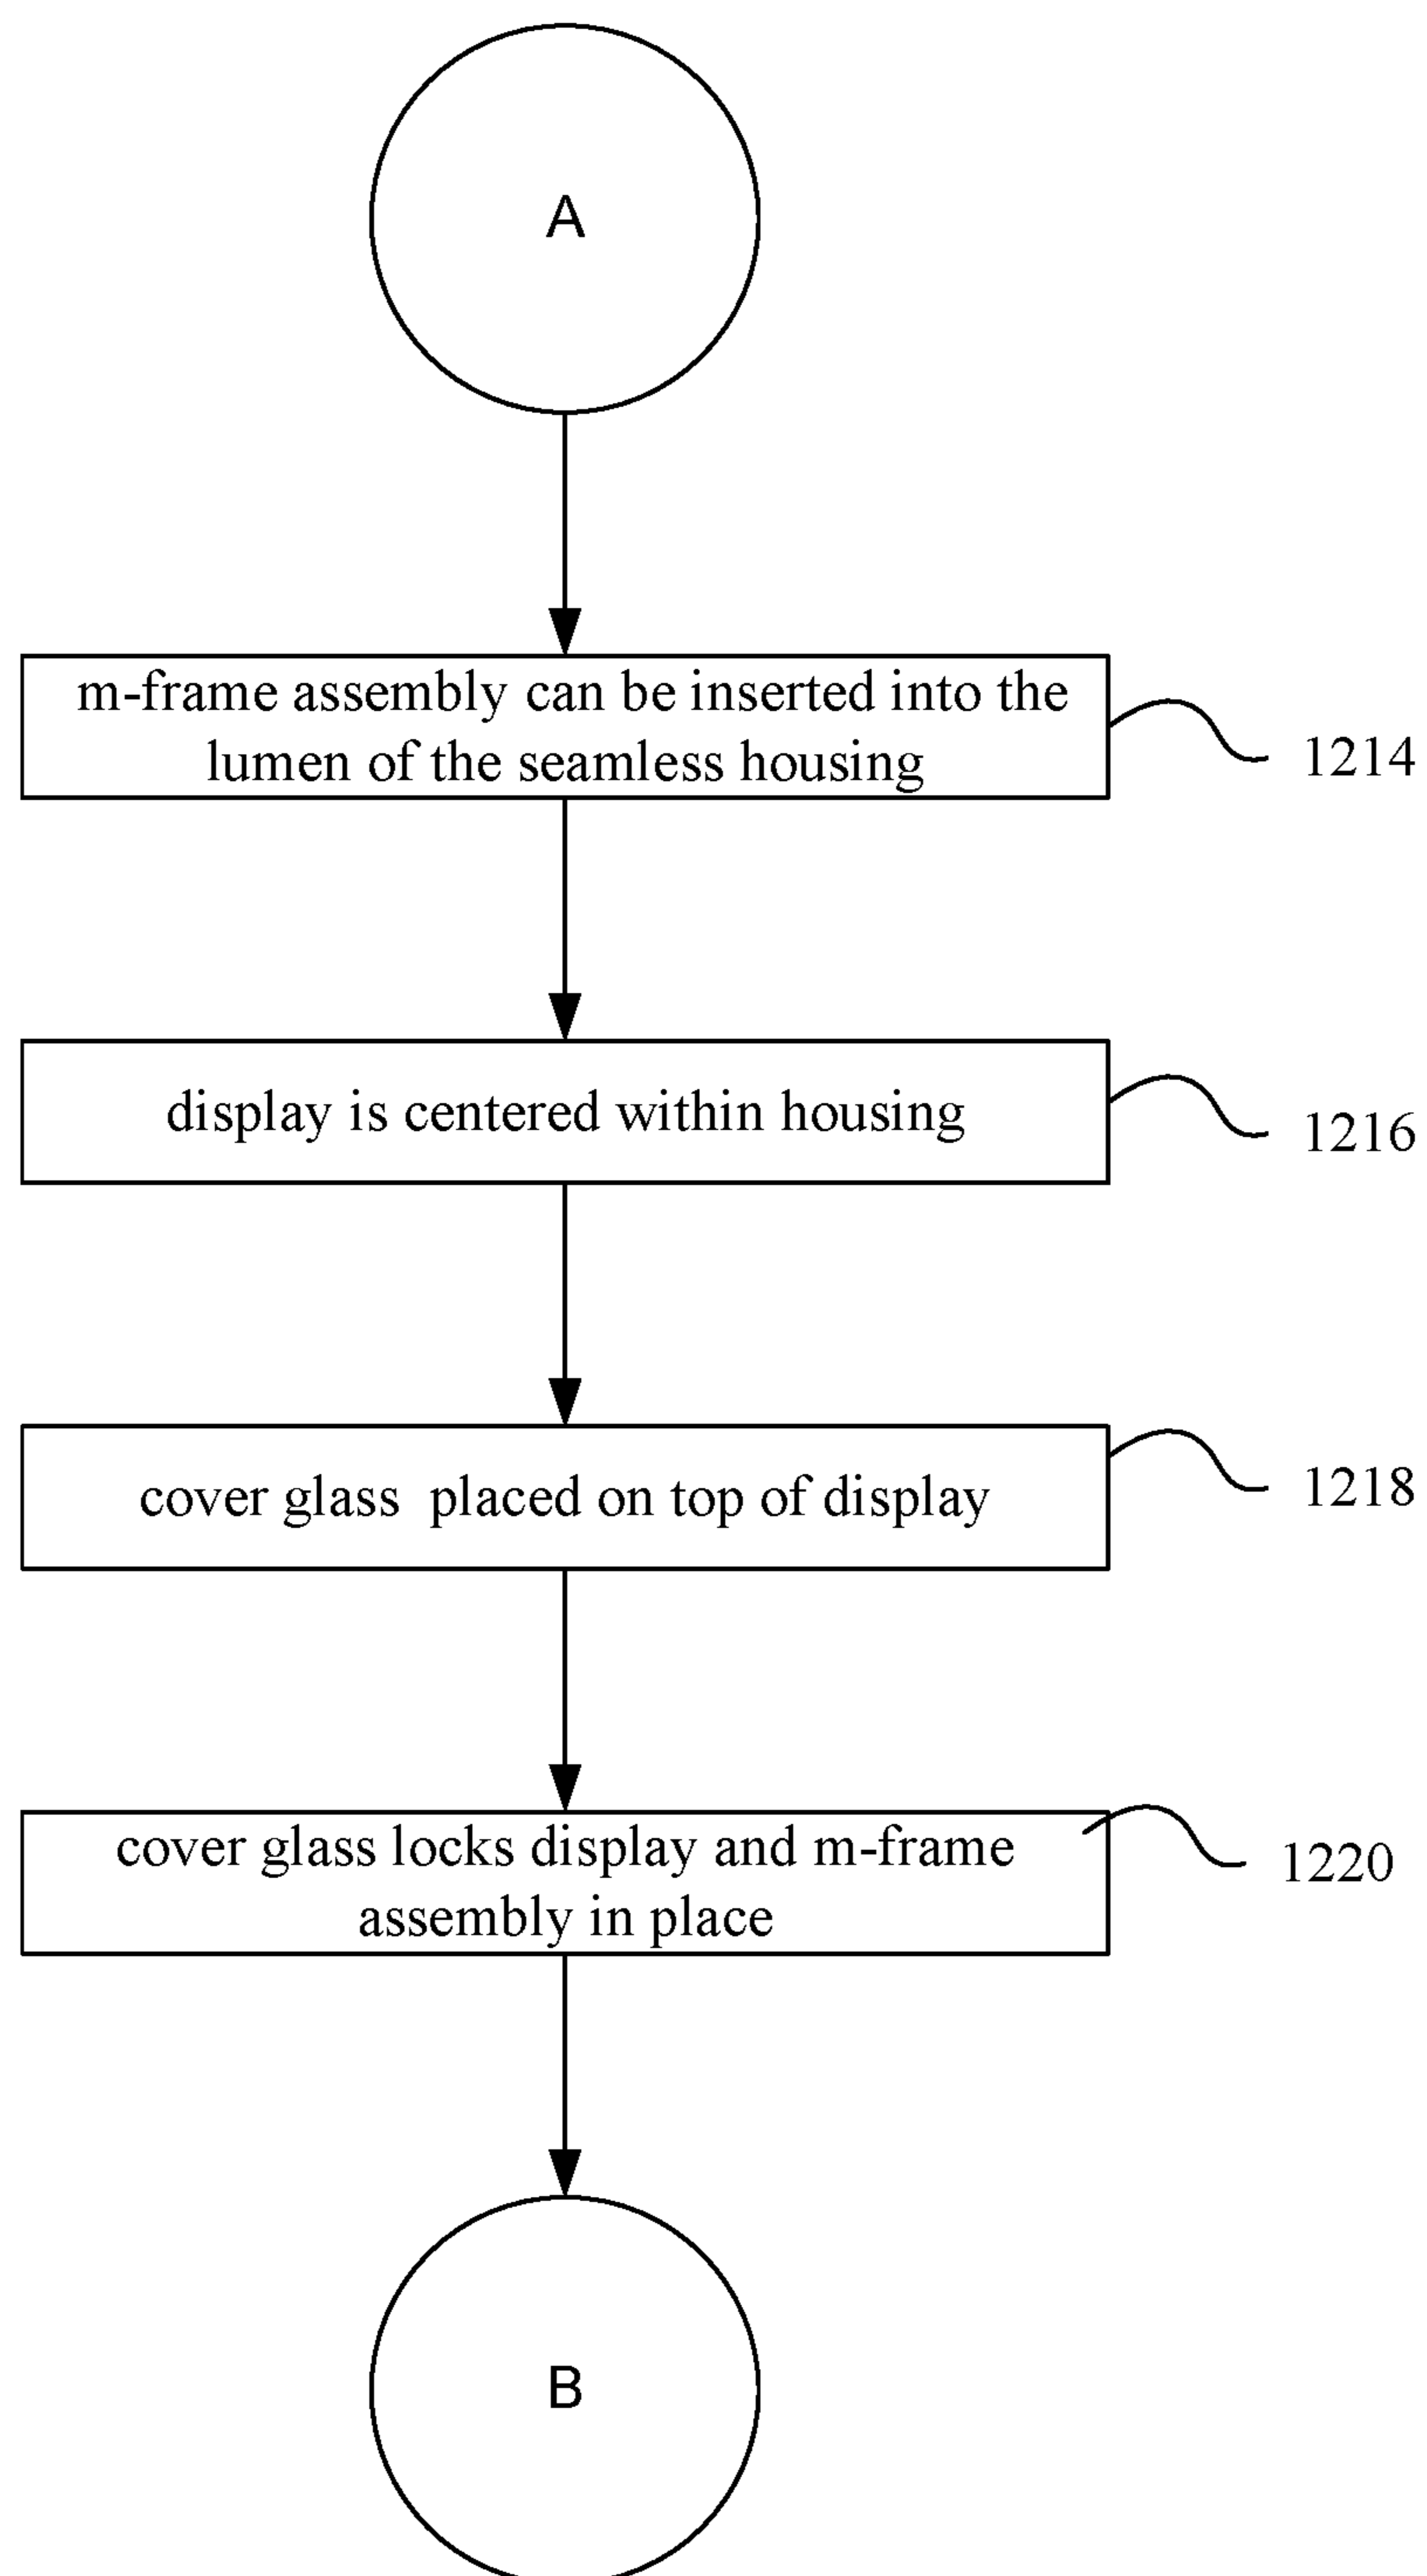 A
m-frame assembly can be inserted into the
lumen of the seamless housing
1214
display is centered within housing
1216
cover glass  placed on top of display
1218
cover glass locks display and m-frame
assembly in place
1220
B